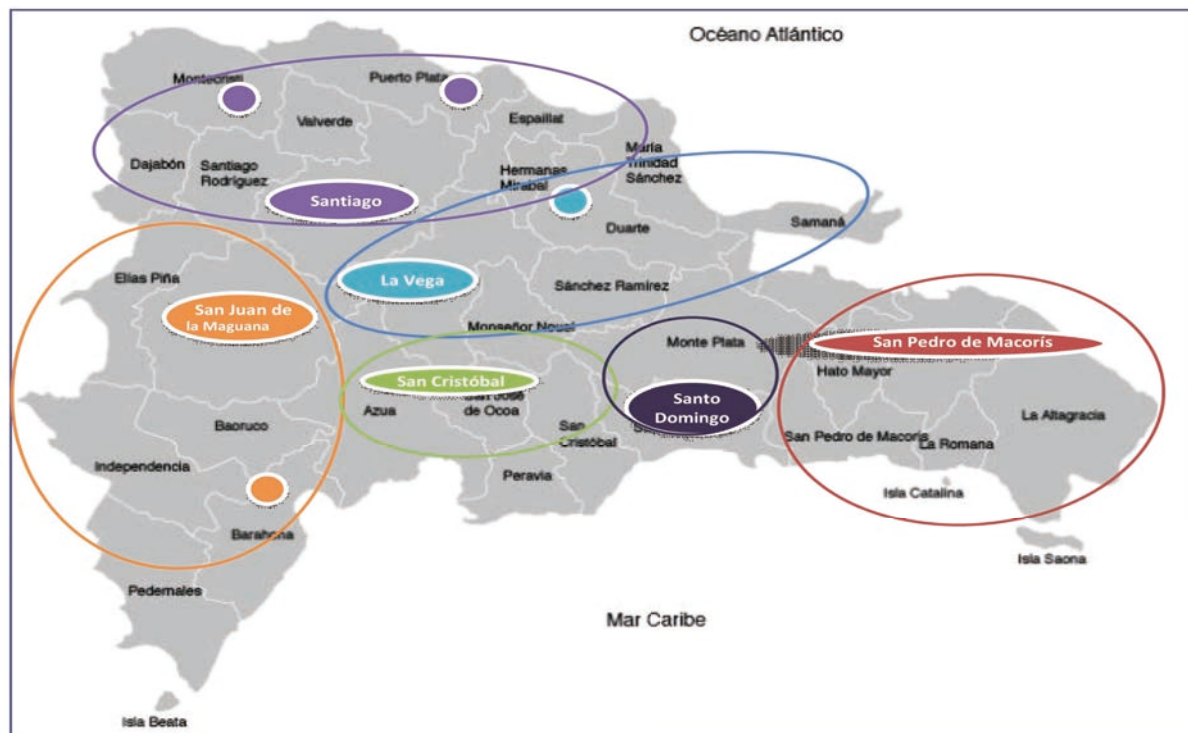 Océano Atlántico
Montecristi
Puerto Plata
Valverde
Espaillat
Dajabón
Santiago
Rodríguez
Hermanas
Mirabal
María
Trinidad
Sánchez
Santiago
Duarte
Samaná
Elías Piña
La Vega
Sánchez Ramírez
San Juan de
la Maguana
Monseñor Nouel
Monte Plata
San Pedro de Macorís
Hato Mayor
San Cristóbal
Azua
San José
de Ocoa
Santo
Domingo
La Altagracia
Baoruco
San
Cristóbal
San Pedro de Macorís
La Romana
Independencia
Peravia
Isla Catalina
Barahona
Isla Saona
Pedernales
Mar Caribe
Isla Beata